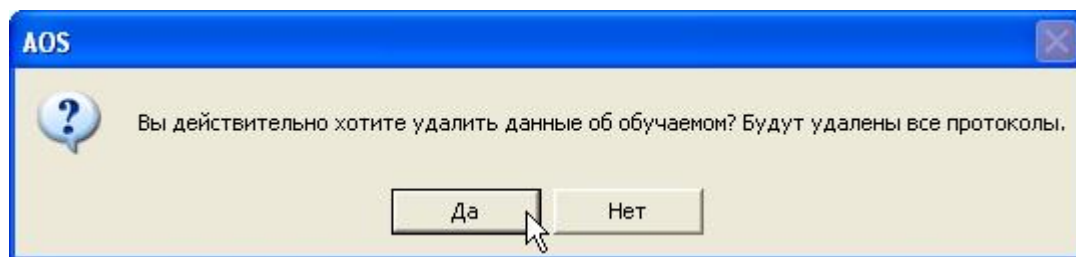 AOS
Вы действительно хотите удалить данные об обучаемом? Будут удалены все протоколы.
Да
Нет